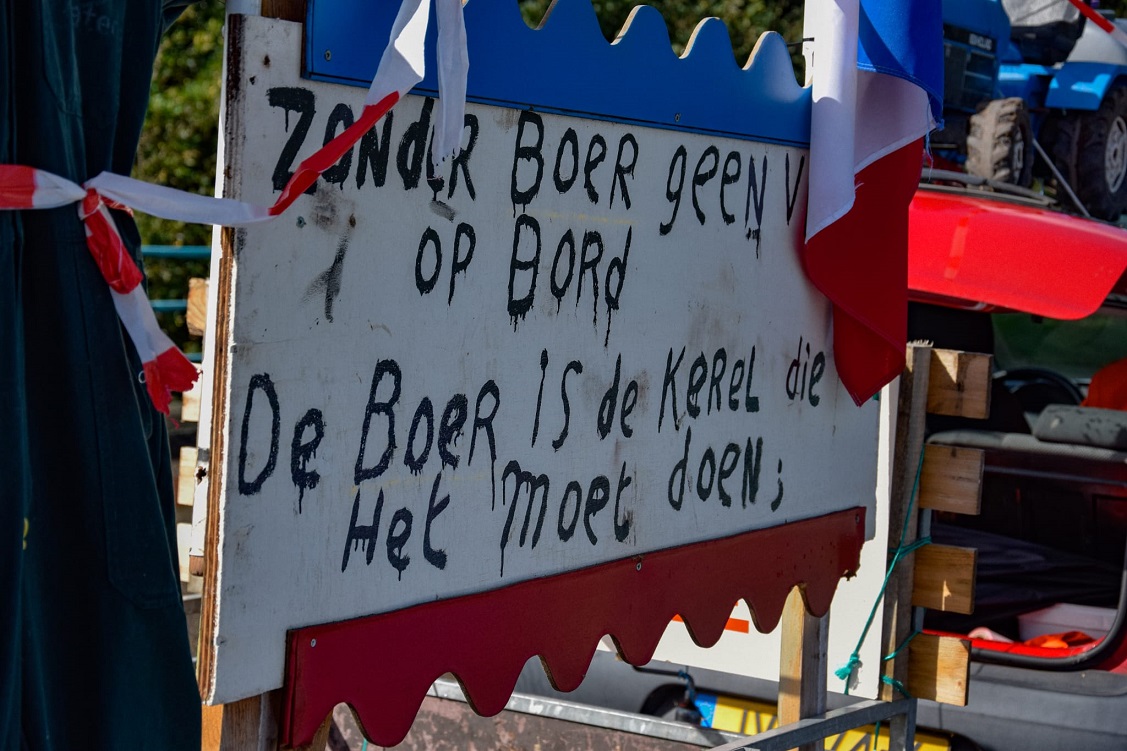 Zonder Boer geen V
op Bord
De Boer is de Kerel die
Het moet doen;